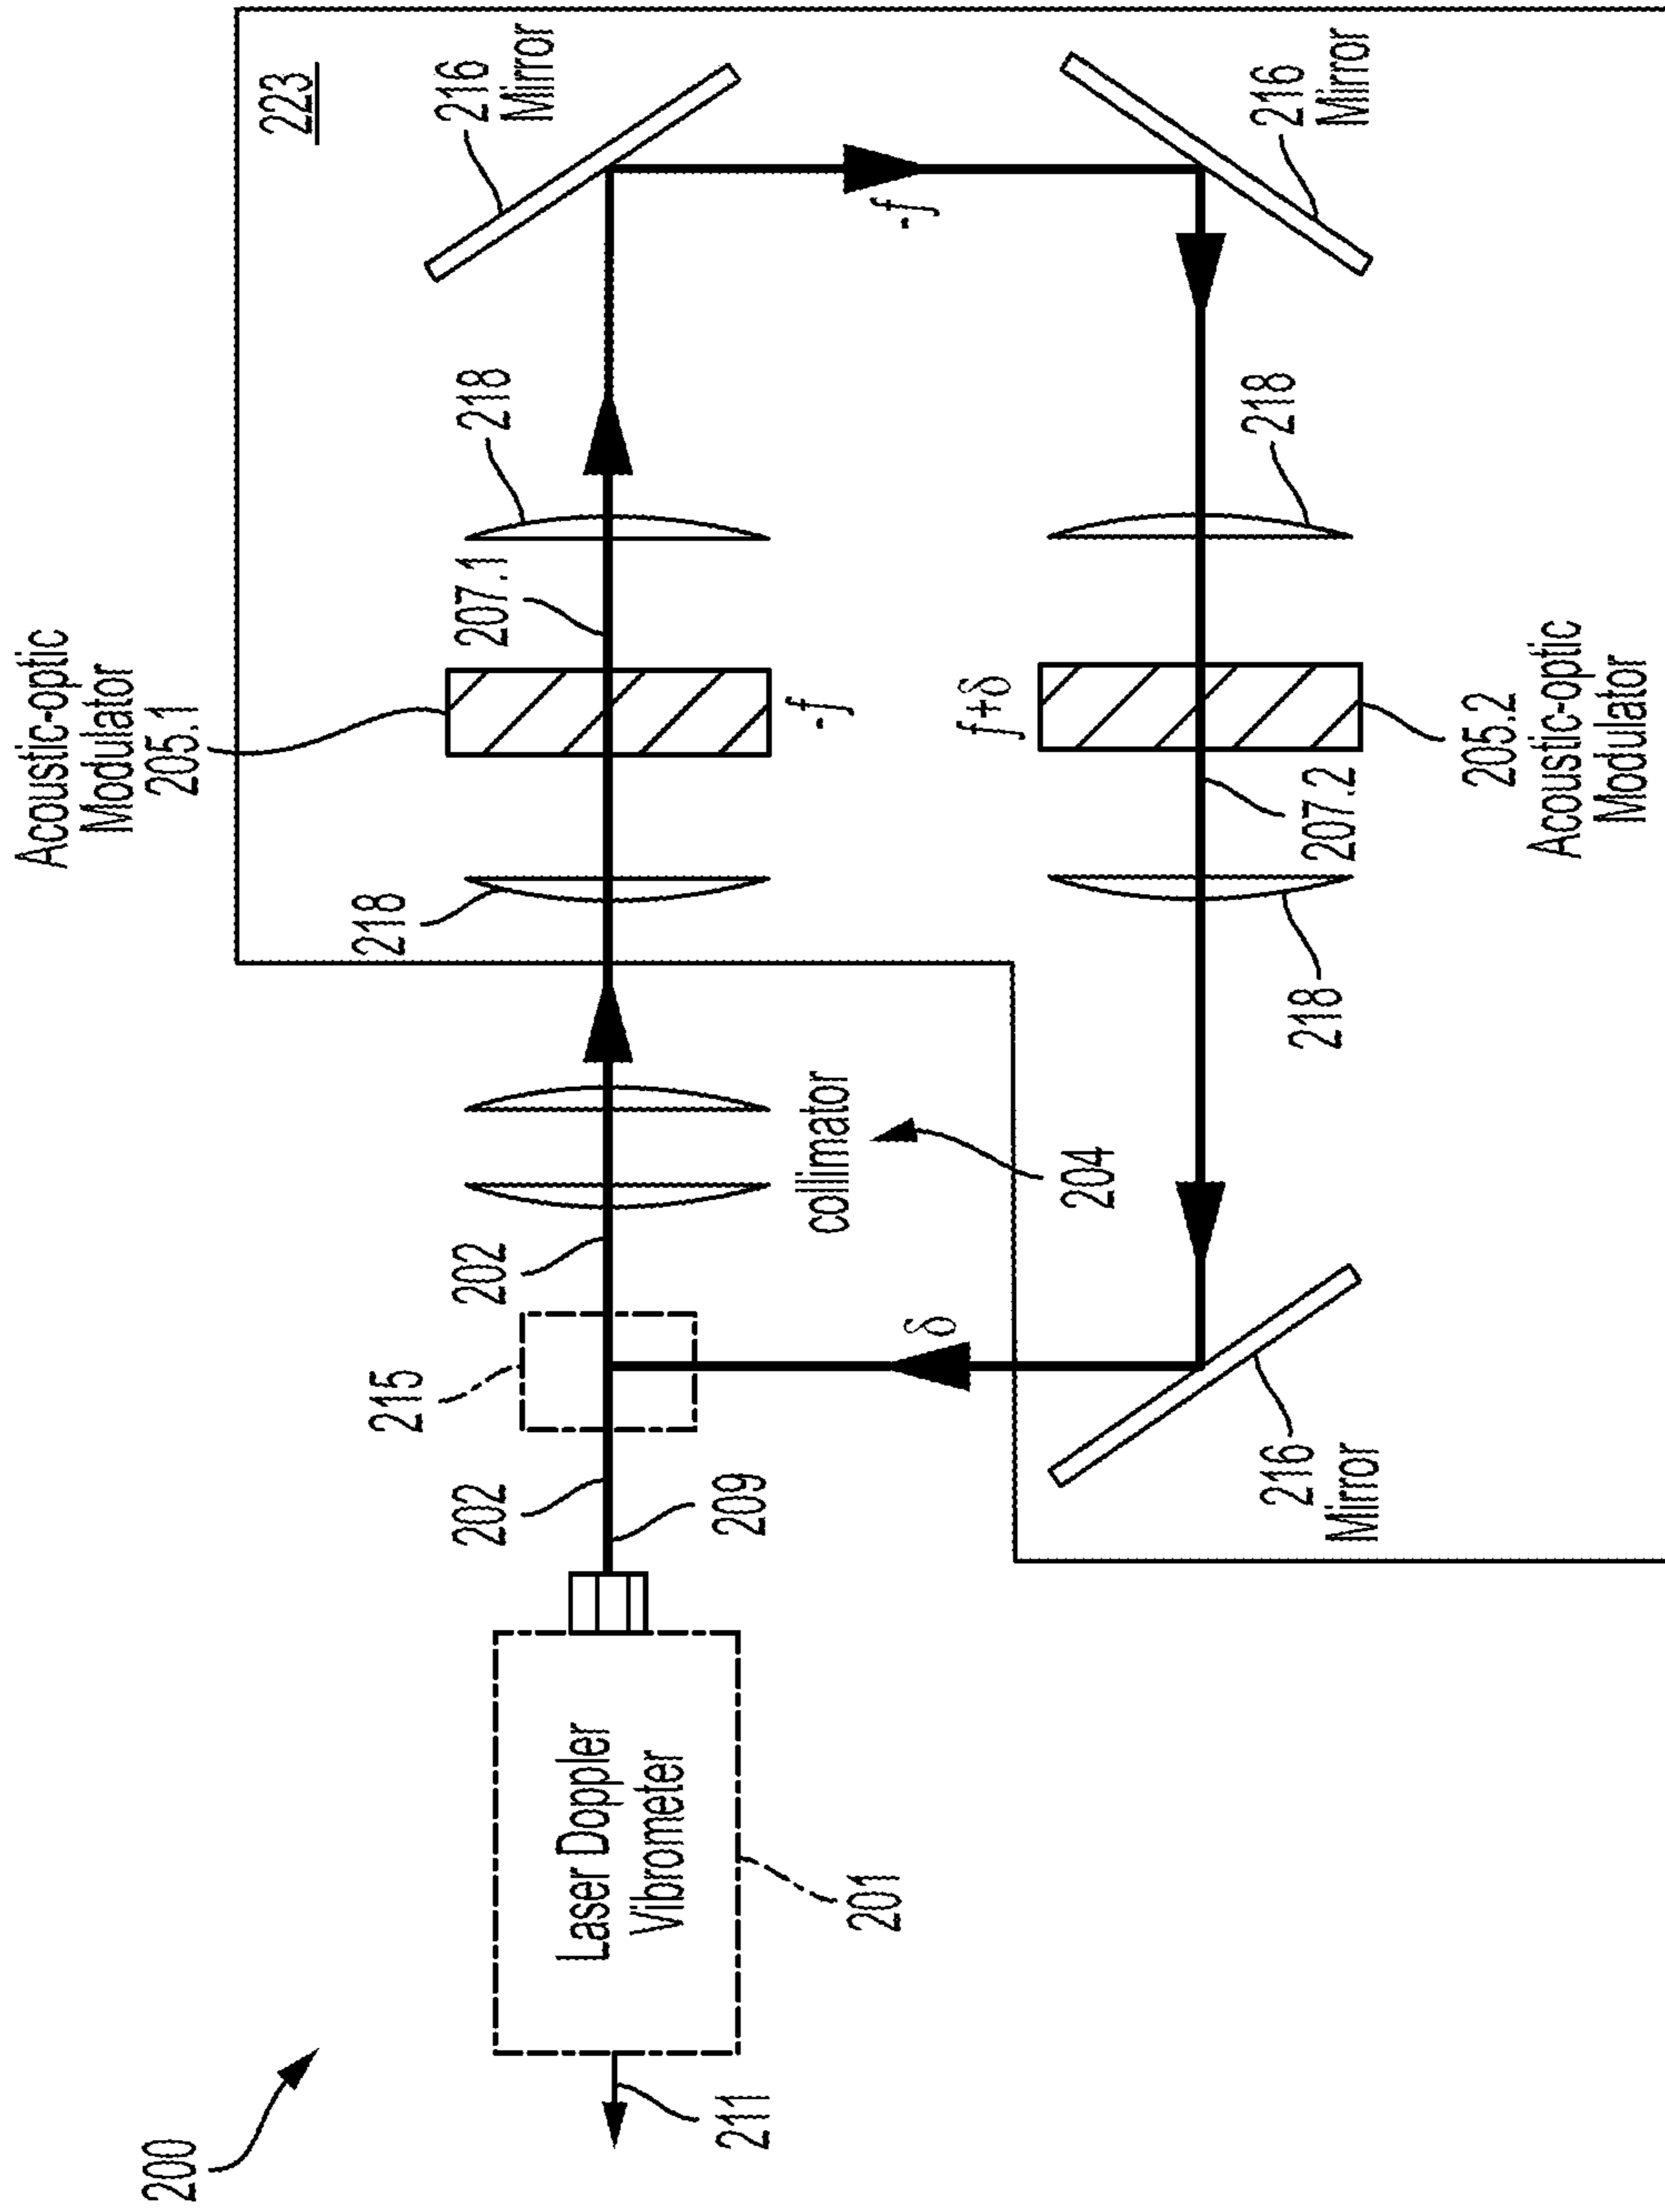 200
211
Laser Doppler
Vibrometer
201
202
209
215
202
collimator
204
δ
216
Mirror
218
Acoustic-optic
Modulator
205.1
-f
207.1
218
223
216
Mirror
-f
216
Mirror
218
f+δ
205.2
Acoustic-optic
Modulator
207.2
218